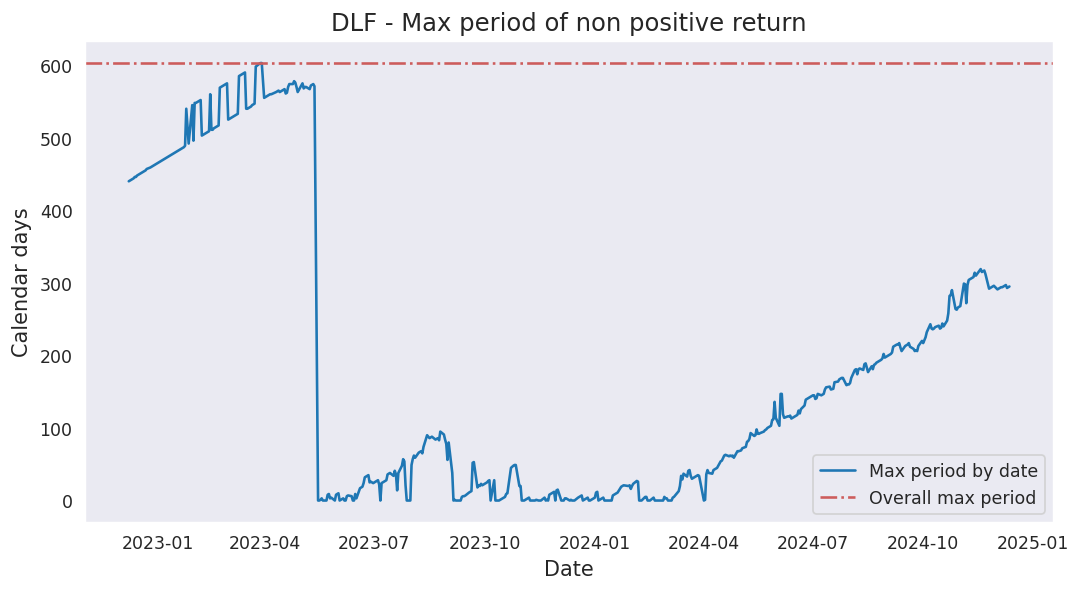 DLF - Max period of non positive return
Calendar days
600
500
400
300
200
100
0
Max period by date
Overall max period
2023-01 2023-04 2023-07 2023-10 2024-01 2024-04 2024-07 2024-10 2025-01
Date